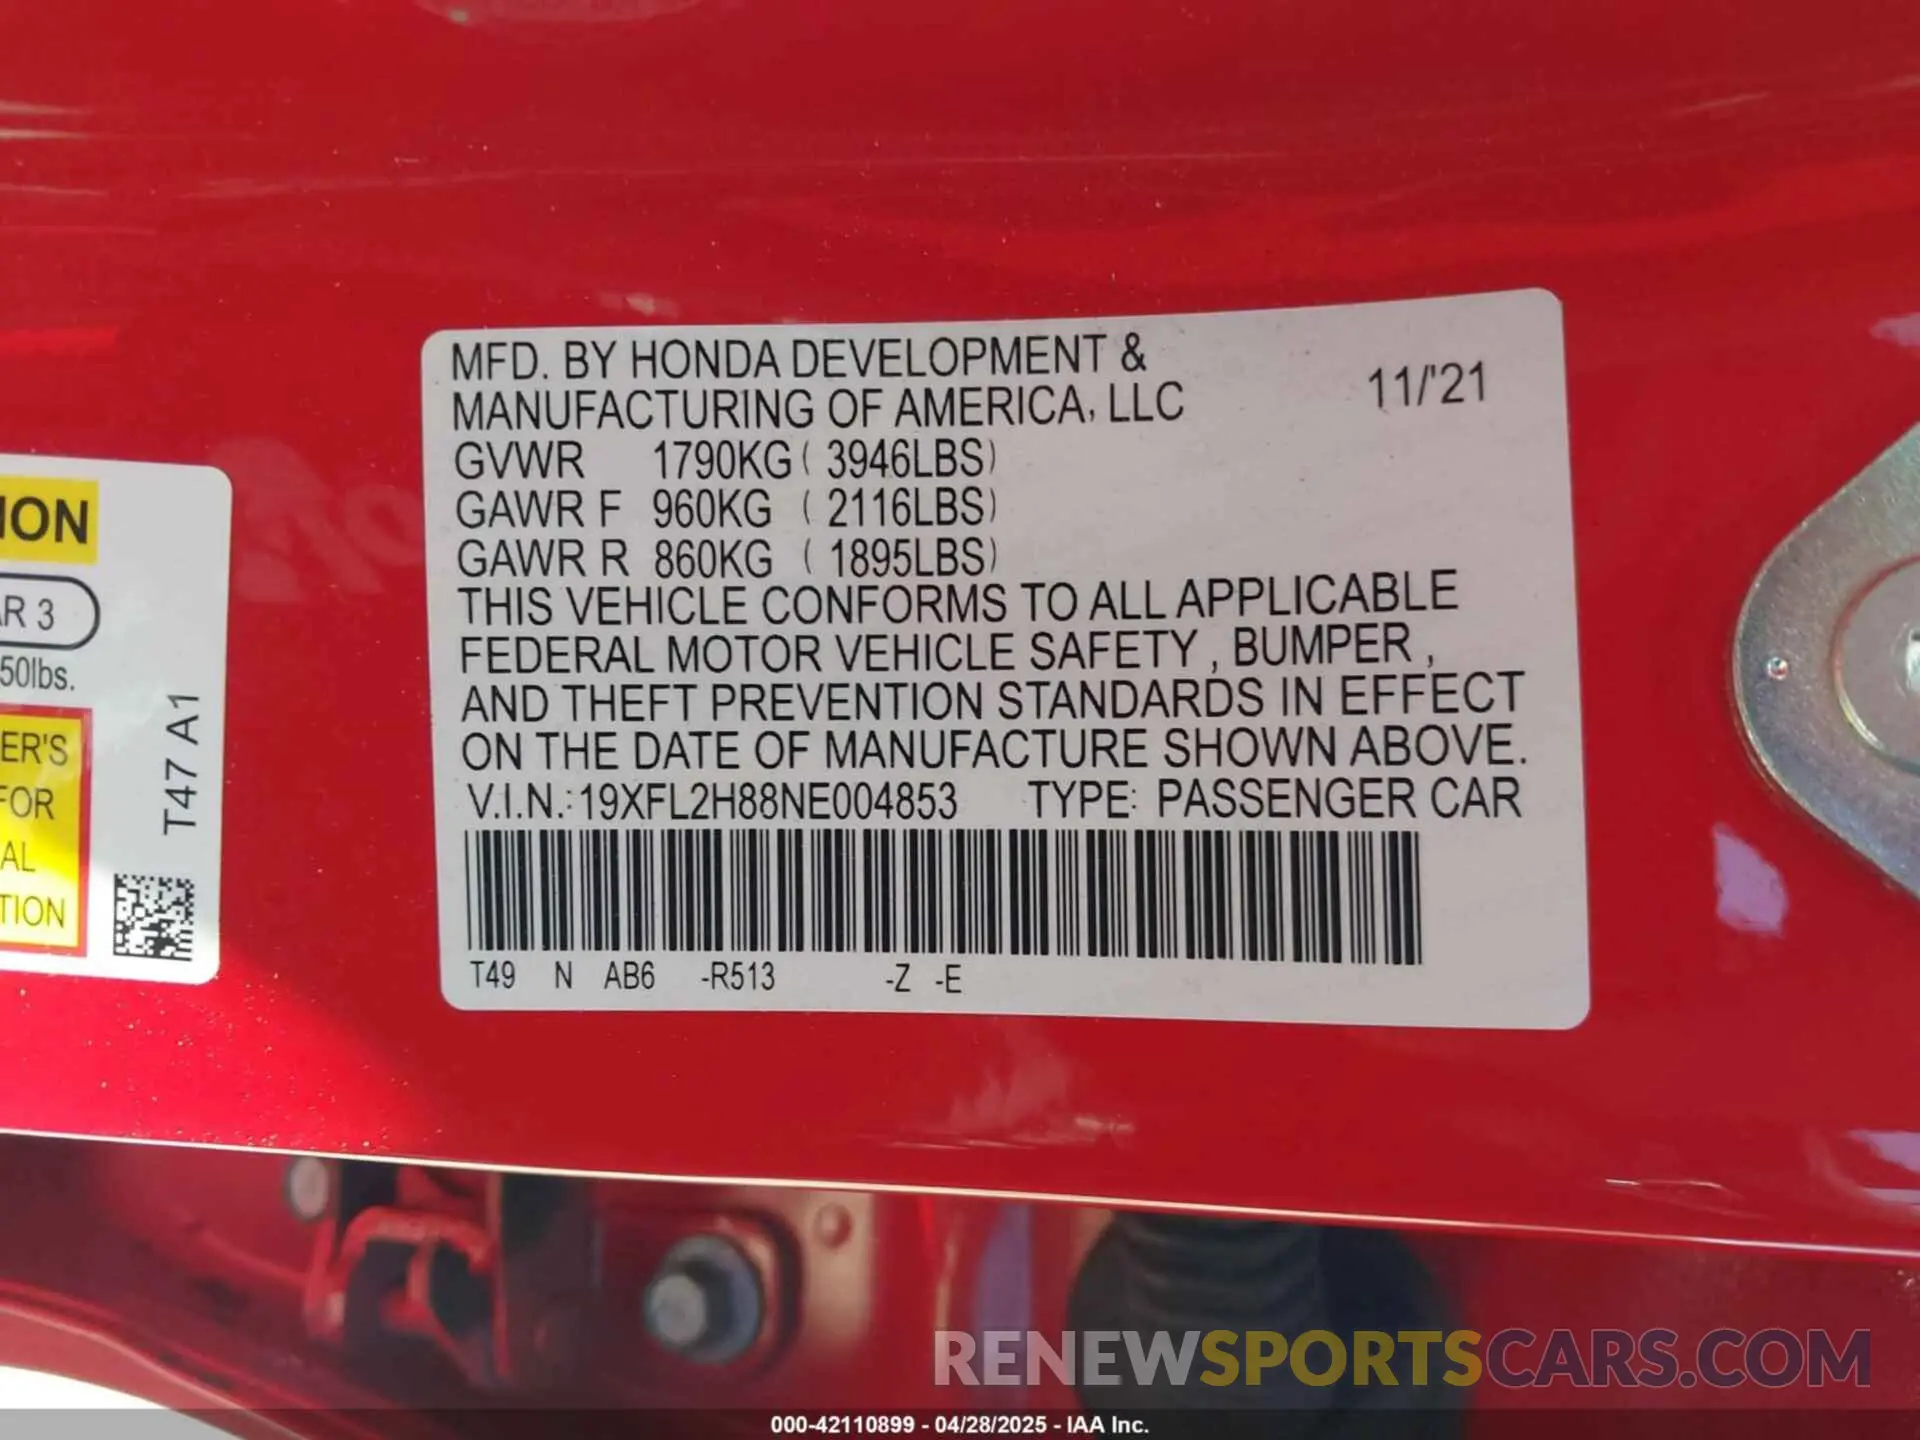 MFD. BY HONDA DEVELOPMENT &
MANUFACTURING OF AMERICA, LLC 11/'21
GVWR 1790KG ( 3946LBS)
GAWR F 960KG ( 2116LBS)
GAWR R 860KG ( 1895LBS)
THIS VEHICLE CONFORMS TO ALL APPLICABLE
FEDERAL MOTOR VEHICLE SAFETY , BUMPER ,
AND THEFT PREVENTION STANDARDS IN EFFECT
ON THE DATE OF MANUFACTURE SHOWN ABOVE.
V.I.N.: 19XFL2H88NE004853 TYPE: PASSENGER CAR
T49 N AB6 -R513 -Z -E
ION
AR 3
50lbs.
ER'S
FOR
AL
TION
T47 A1
RENEWSPORTSCARS.COM
000-42110899 - 04/28/2025 - IAA Inc.